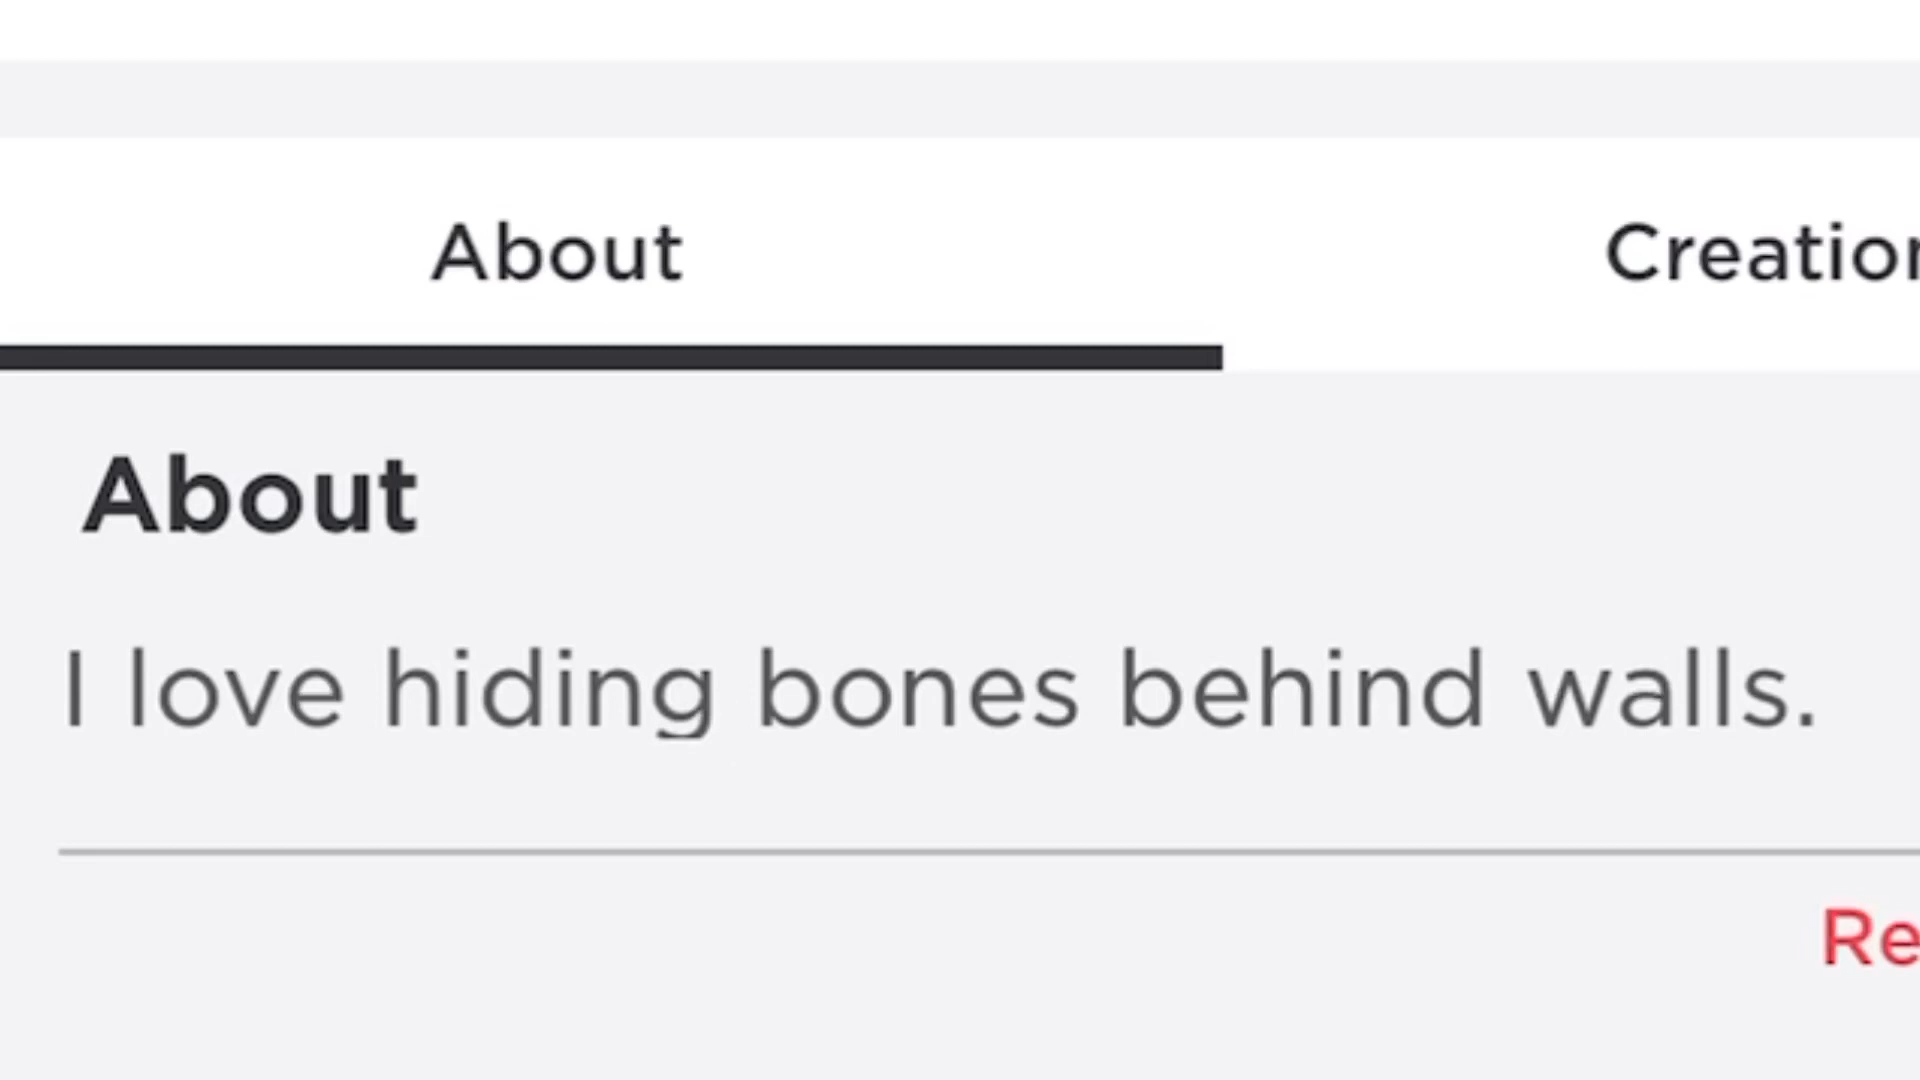 About
Creation
About
I love hiding bones behind walls.
Re